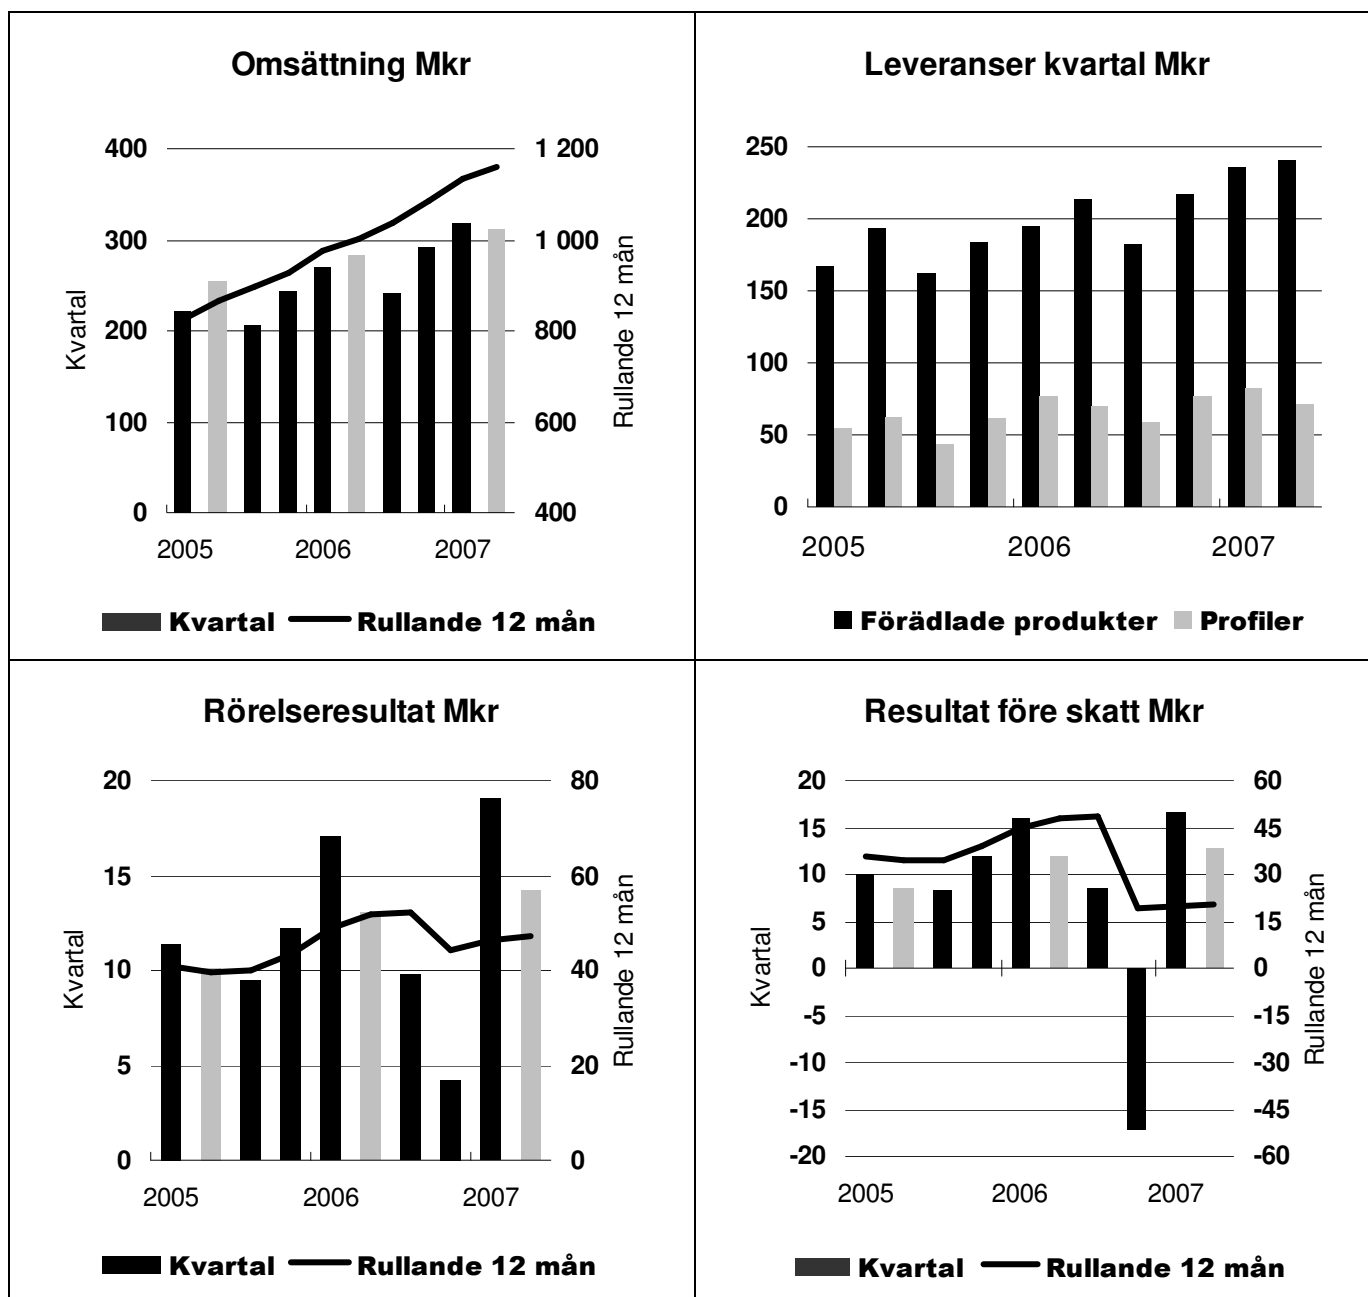 Omsättning Mkr
400
300
200
100
0
Kvartal
1 200
1 000
800
600
400
Rullande 12 mån
2005 2006 2007
Kvartal Rullande 12 mån
Leveranser kvartal Mkr
250
200
150
100
50
0
2005 2006 2007
Förädlade produkter Profiler
Rörelseresultat Mkr
20
15
10
5
0
Kvartal
80
60
40
20
0
Rullande 12 mån
2005 2006 2007
Kvartal Rullande 12 mån
Resultat före skatt Mkr
20
15
10
5
0
-5
-10
-15
-20
Kvartal
60
45
30
15
0
-15
-30
-45
-60
Rullande 12 mån
2005 2006 2007
Kvartal Rullande 12 mån